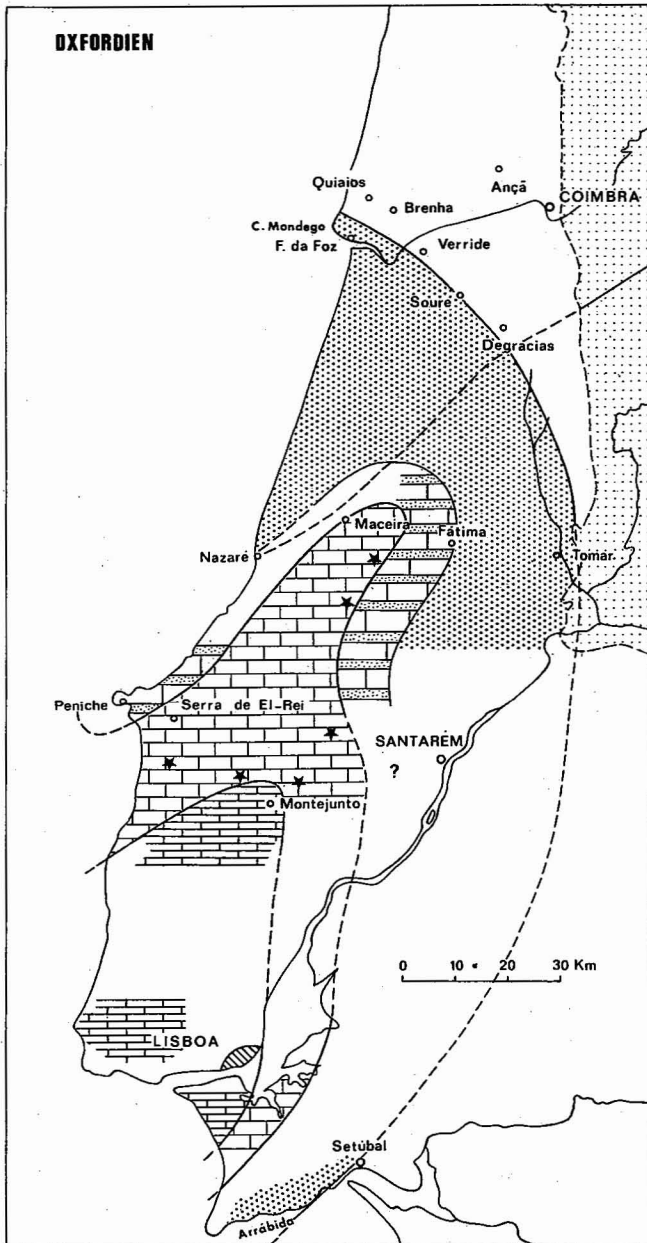 OXFORDIEN
Ançã
Quiaios
COIMBRA
Brenha
C. Mondego
F. da Foz
Verride
Soure
Degracias
Maceira
Fátima
Nazaré
Tomar
Peniche
Serra de El-Rei
SANTARÉM
?
Montejunto
0 10 20 30 Km
LISBOA
Setúbal
Arrábida